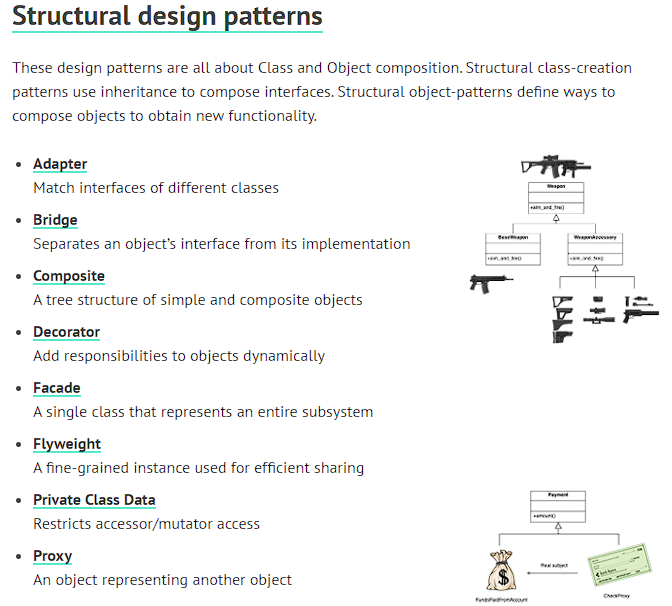 Structural design patterns
These design patterns are all about Class and Object composition. Structural class-creation
patterns use inheritance to compose interfaces. Structural object-patterns define ways to
compose objects to obtain new functionality.
Adapter
Match interfaces of different classes
Bridge
Separates an object's interface from its implementation
Composite
A tree structure of simple and composite objects
Decorator
Add responsibilities to objects dynamically
Facade
A single class that represents an entire subsystem
Flyweight
A fine-grained instance used for efficient sharing
Private Class Data
Restricts accessor/mutator access
Proxy
An object representing another object
Weapon
+aim_and_fire()
BaseWeapon
+aim_and_fire()
WeaponAccessory
+aim_and_fire()
Payment
+amount()
Real subject
FundsPaidFromAccount
CheckProxy